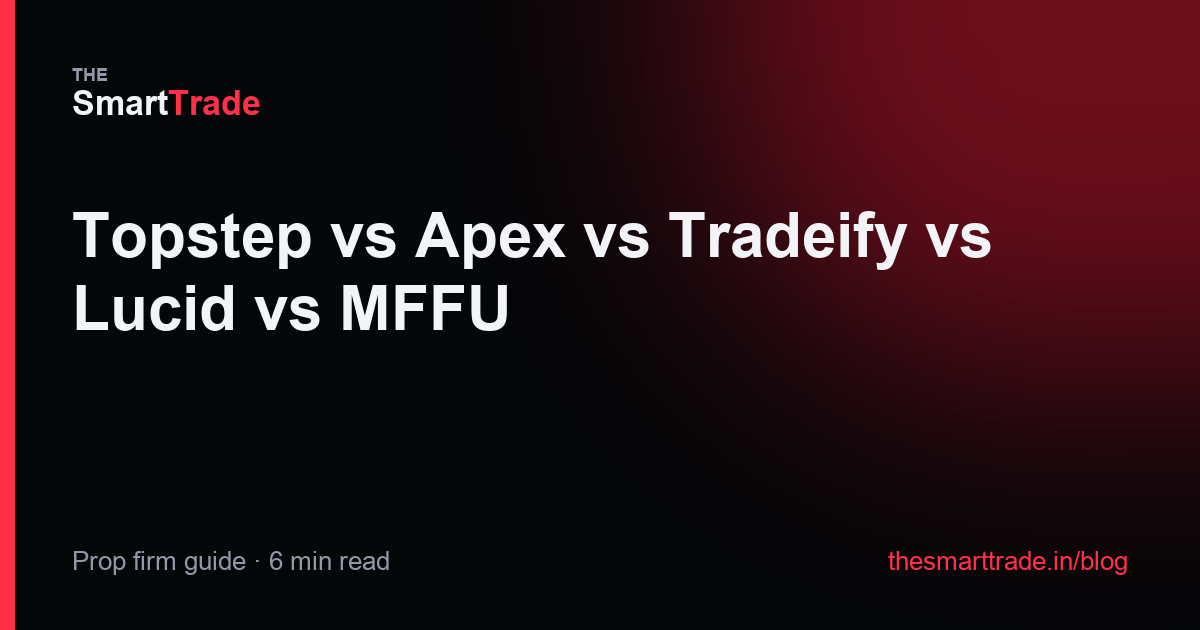 THE
SmartTrade
Topstep vs Apex vs Tradeify vs
Lucid vs MFFU
Prop firm guide · 6 min read
thesmarttrade.in/blog